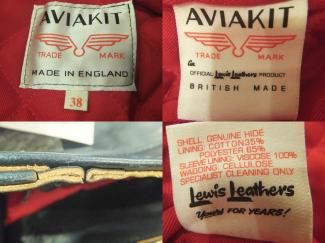 AVIAKIT
TRADE MARK
MADE IN ENGLAND
38
AVIAKIT
TRADE MARK
in
OFFICIAL Lewis Leathers PRODUCT
BRITISH MADE
SHELL: GENUINE HIDE
LINING: COTTON 35%
POLYESTER 65%
SLEEVE LINING: VISCOSE 100%
WADDING: CELLULOSE
SPECIALIST CLEANING ONLY
Lewis Leathers
Yours FOR YEARS!